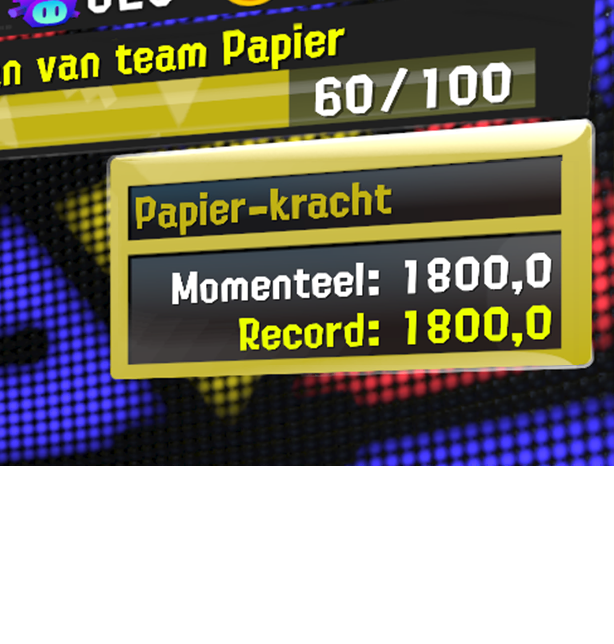 van team Papier
60/100
Papier-kracht
Momenteel: 1800,0
Record: 1800,0